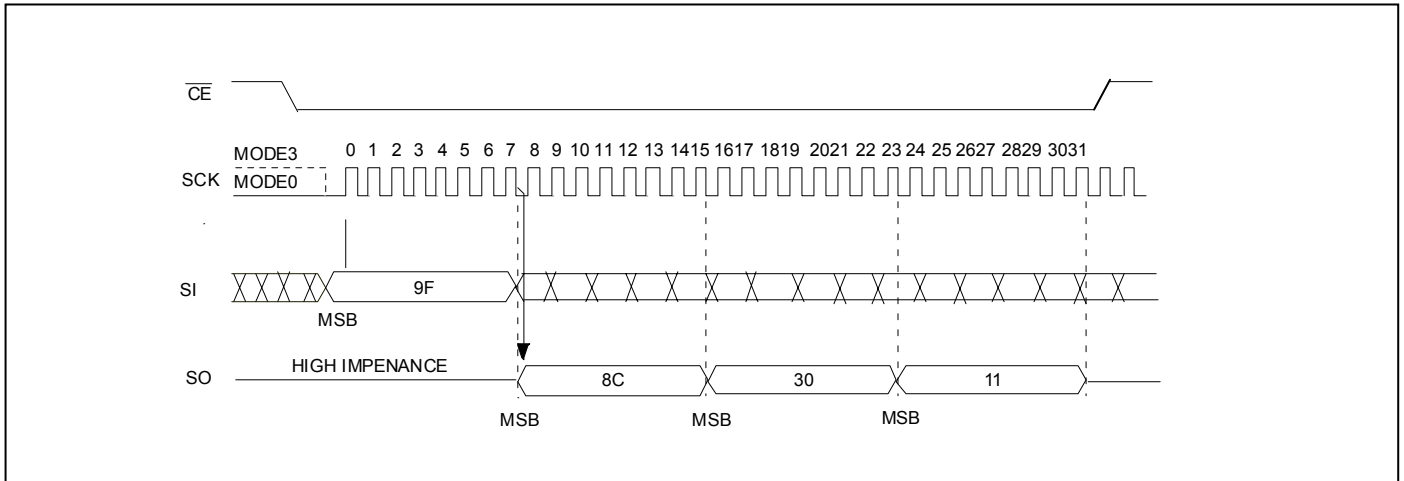 CE
MODE3 0 1 2 3 4 5 6 7 8 9 10 11 12 13 1415 1617 1819 2021 22 23 24 25 2627 2829 3031
SCK MODE0
SI 9F
MSB
HIGH IMPENANCE
SO 8C 30 11
MSB MSB MSB